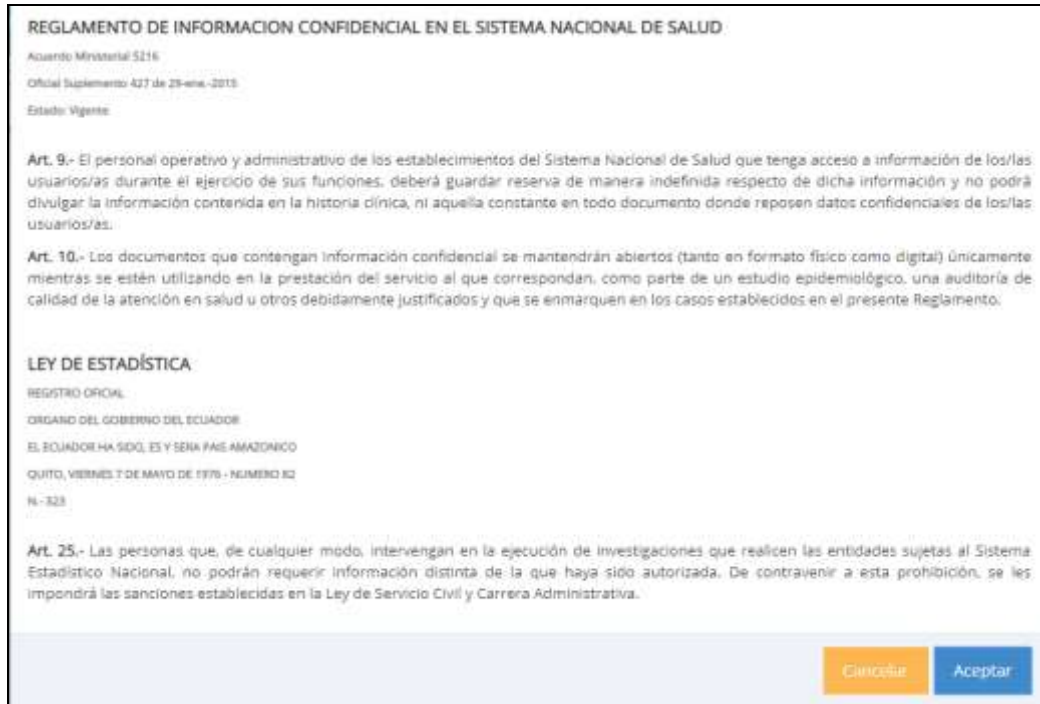 REGLAMENTO DE INFORMACION CONFIDENCIAL EN EL SISTEMA NACIONAL DE SALUD
Acuerdo Ministerial 5216
Oficial Suplemento 427 de 29-ene.-2015
Estado: Vigente
Art. 9.- El personal operativo y administrativo de los establecimientos del Sistema Nacional de Salud que tenga acceso a información de los/las
usuarios/as durante el ejercicio de sus funciones, deberá guardar reserva de manera indefinida respecto de dicha información y no podrá
divulgar la información contenida en la historia clínica, ni aquella constante en todo documento donde reposen datos confidenciales de los/las
usuarios/as.
Art. 10.- Los documentos que contengan información confidencial se mantendrán abiertos (tanto en formato físico como digital) únicamente
mientras se estén utilizando en la prestación del servicio al que correspondan, como parte de un estudio epidemiológico, una auditoría de
calidad de la atención en salud u otros debidamente justificados y que se enmarquen en los casos establecidos en el presente Reglamento.
LEY DE ESTADÍSTICA
REGISTRO OFICIAL
ORGANO DEL GOBIERNO DEL ECUADOR
EL ECUADOR HA SIDO, ES Y SERA PAIS AMAZONICO
QUITO, VIERNES 7 DE MAYO DE 1976 - NUMERO 82
N.- 323
Art. 25.- Las personas que, de cualquier modo, intervengan en la ejecución de investigaciones que realicen las entidades sujetas al Sistema
Estadístico Nacional, no podrán requerir información distinta de la que haya sido autorizada. De contravenir a esta prohibición, se les
impondrá las sanciones establecidas en la Ley de Servicio Civil y Carrera Administrativa.
Cancelar Aceptar